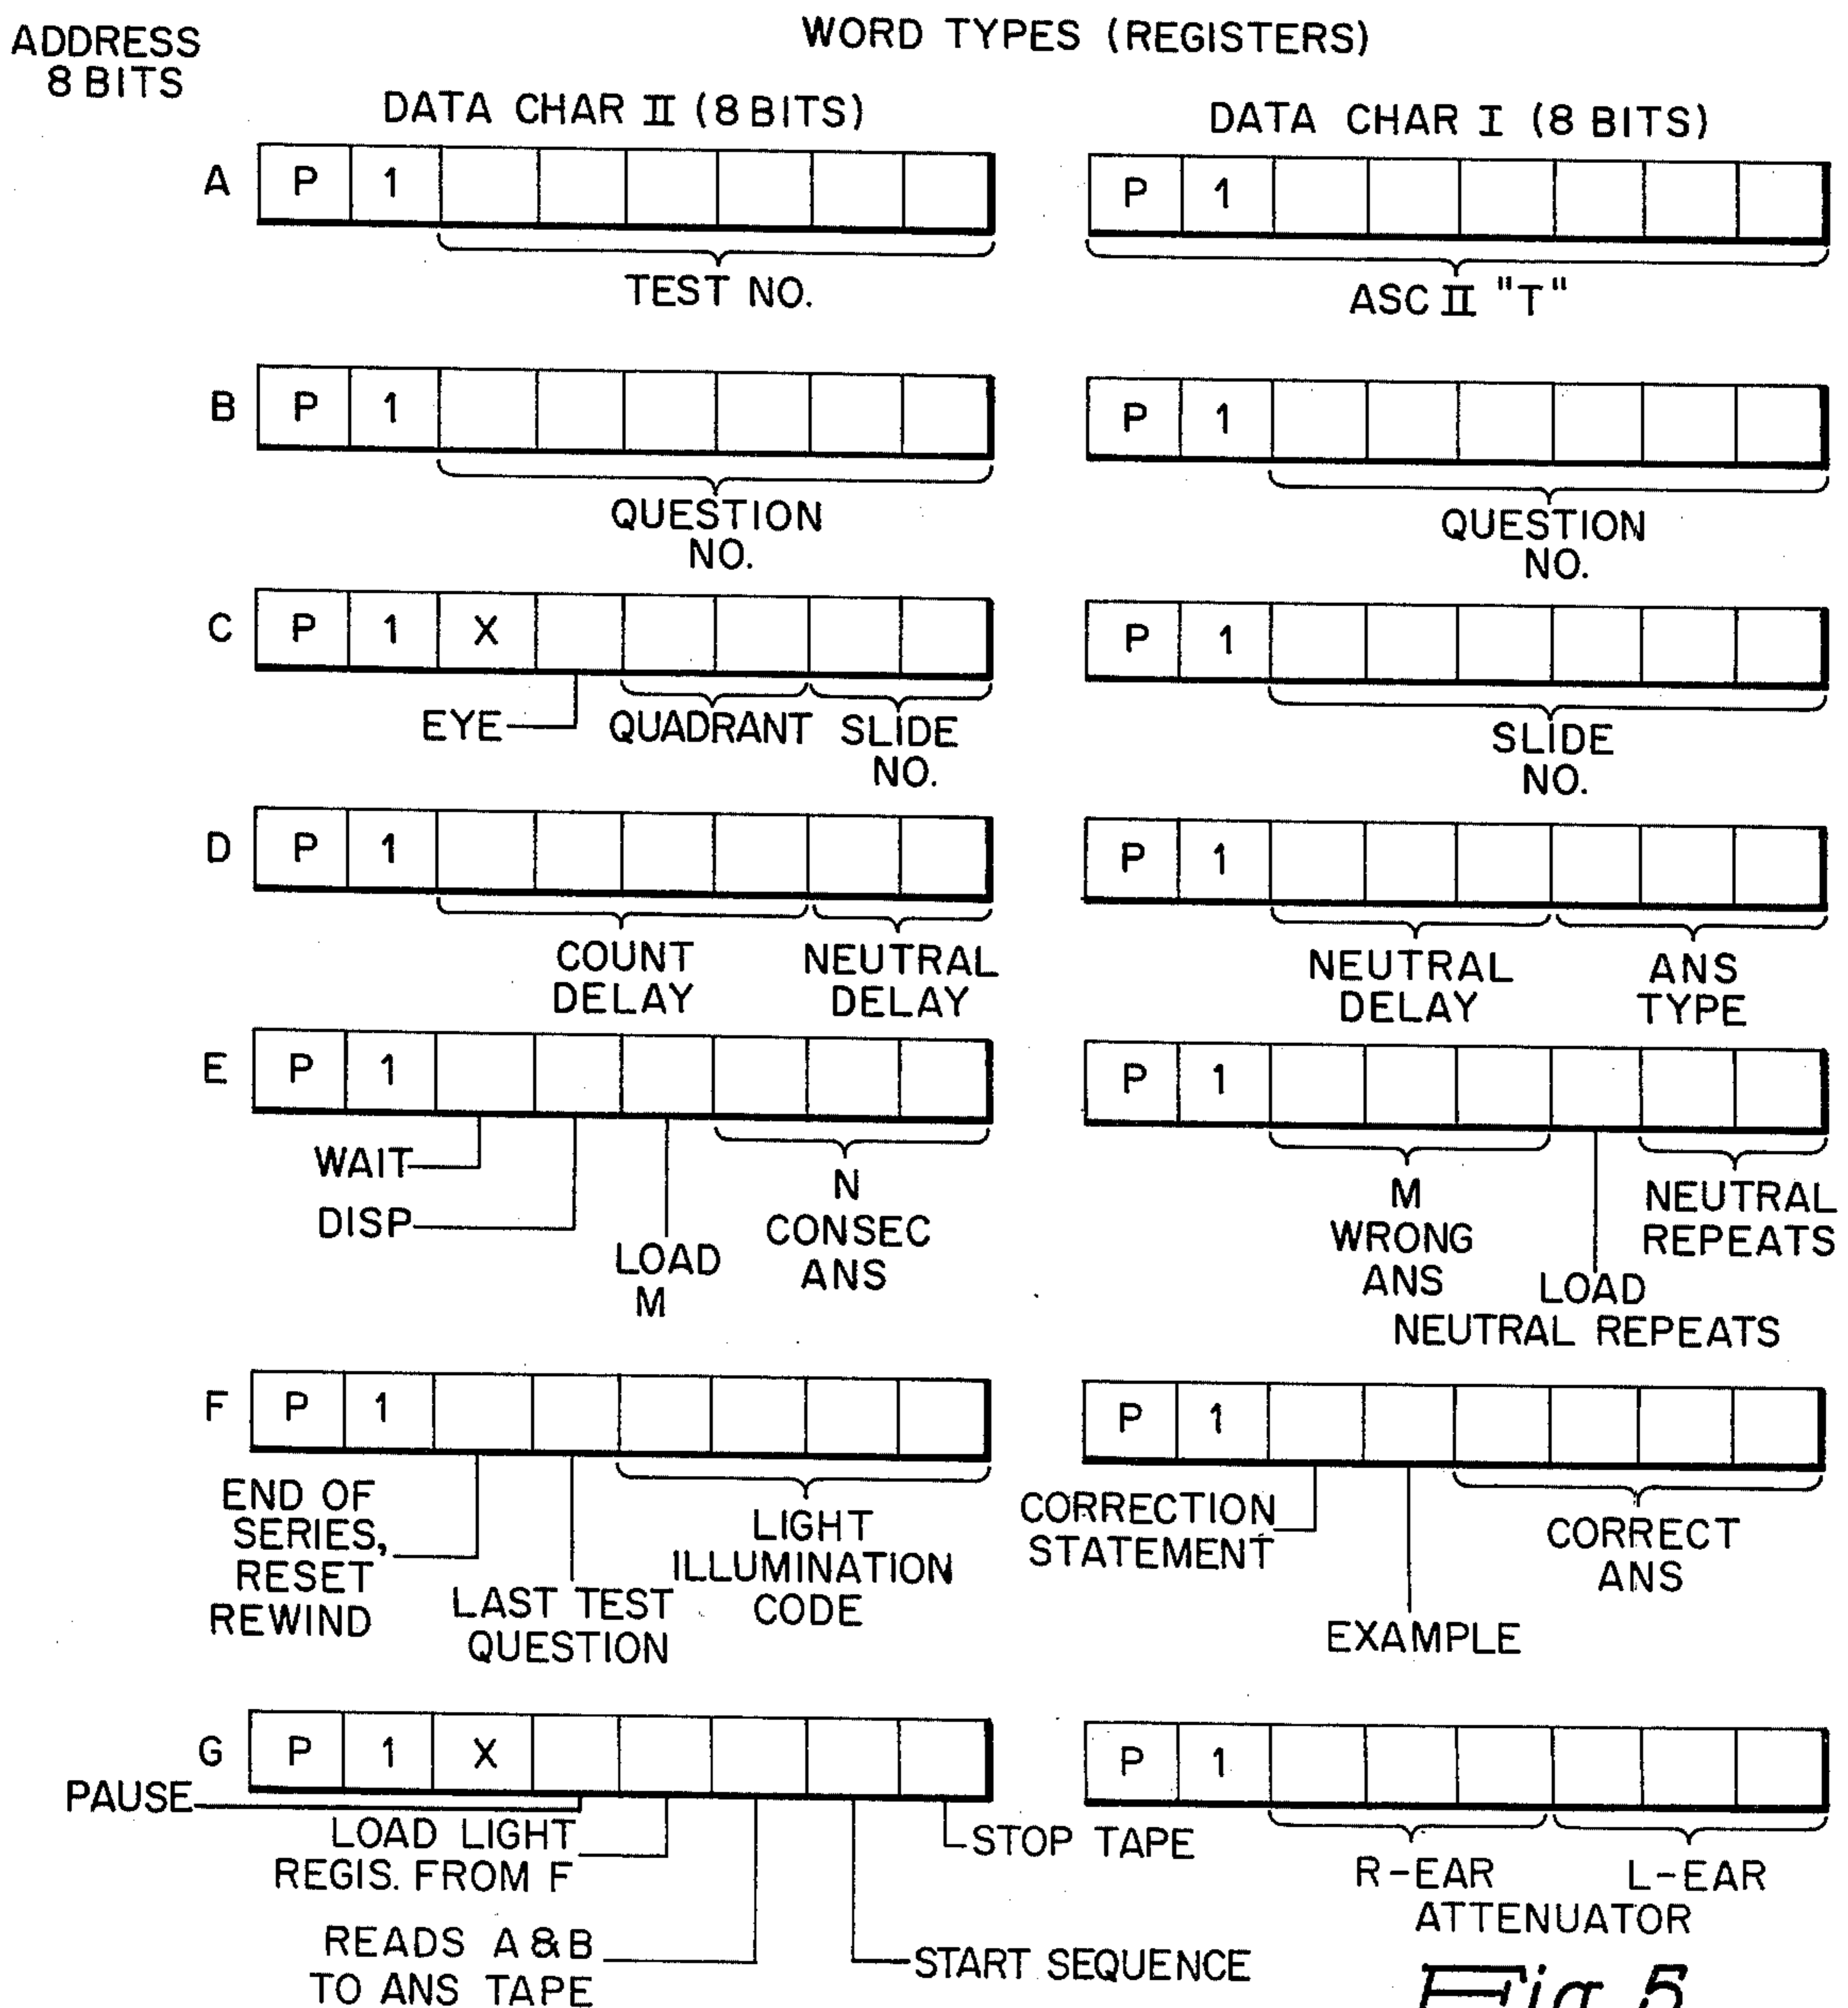 ADDRESS
8 BITS
WORD TYPES (REGISTERS)
DATA CHAR II (8 BITS)
DATA CHAR I (8 BITS)
A P 1
P 1
TEST NO.
ASC II "T"
B P 1
P 1
QUESTION
NO.
QUESTION
NO.
C P 1 X
P 1
EYE
QUADRANT
SLIDE
NO.
SLIDE
NO.
D P 1
P 1
COUNT
DELAY
NEUTRAL
DELAY
NEUTRAL
DELAY
ANS
TYPE
E P 1
P 1
WAIT
DISP
LOAD
M
N
CONSEC
ANS
M
WRONG
ANS
LOAD
NEUTRAL REPEATS
NEUTRAL
REPEATS
F P 1
P 1
END OF
SERIES,
RESET
REWIND
LAST TEST
QUESTION
LIGHT
ILLUMINATION
CODE
CORRECTION
STATEMENT
EXAMPLE
CORRECT
ANS
G P 1 X
P 1
PAUSE
LOAD LIGHT
REGIS. FROM F
READS A & B
TO ANS TAPE
START SEQUENCE
STOP TAPE
R-EAR
L-EAR
ATTENUATOR
Fig 5